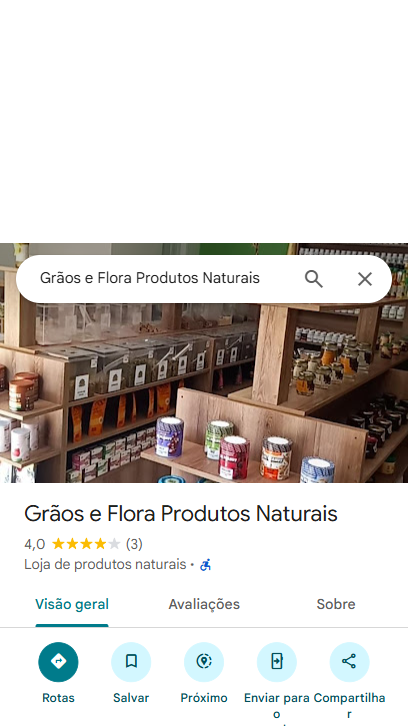 Grãos e Flora Produtos Naturais
Grãos e Flora Produtos Naturais
4,0 (3)
Loja de produtos naturais ·
Visão geral Avaliações Sobre
Rotas Salvar Próximo Enviar para o Compartilhar